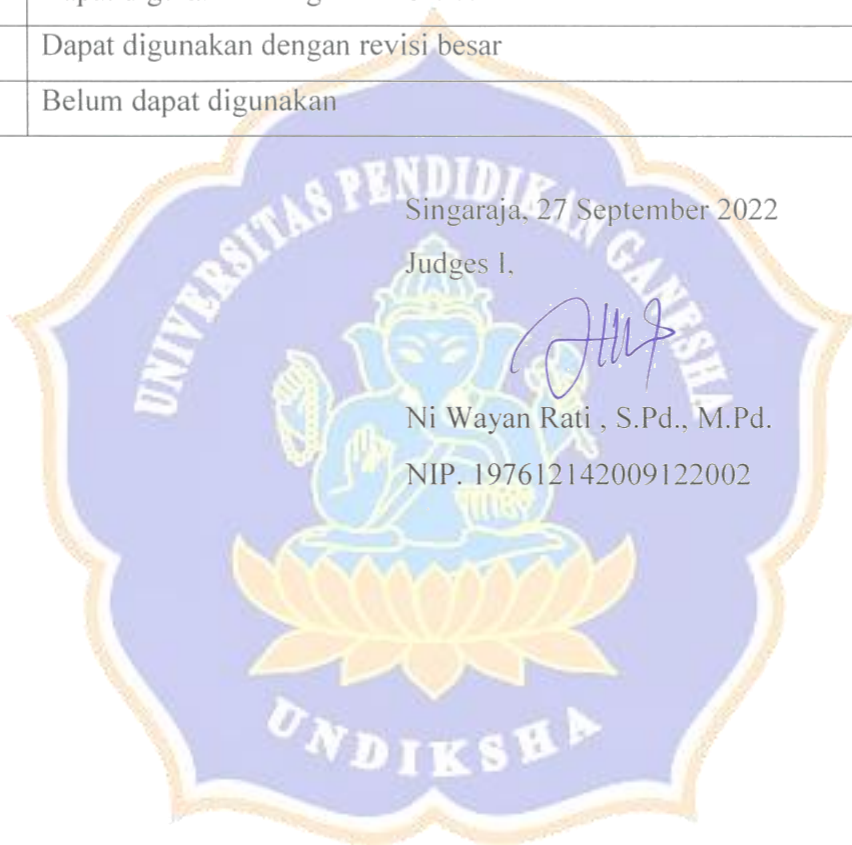 Dapat digunakan dengan revisi besar
Belum dapat digunakan
UNIVERSITAS PENDIDIKAN GANESHA
Singaraja, 27 September 2022
Judges I,
Ni Wayan Rati , S.Pd., M.Pd.
NIP. 197612142009122002
UNDIKSHA